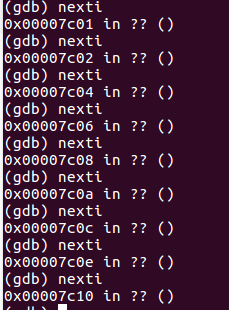 (gdb) nexti
0x00007c01 in ?? ()
(gdb) nexti
0x00007c02 in ?? ()
(gdb) nexti
0x00007c04 in ?? ()
(gdb) nexti
0x00007c06 in ?? ()
(gdb) nexti
0x00007c08 in ?? ()
(gdb) nexti
0x00007c0a in ?? ()
(gdb) nexti
0x00007c0c in ?? ()
(gdb) nexti
0x00007c0e in ?? ()
(gdb) nexti
0x00007c10 in ?? ()
(gdb)